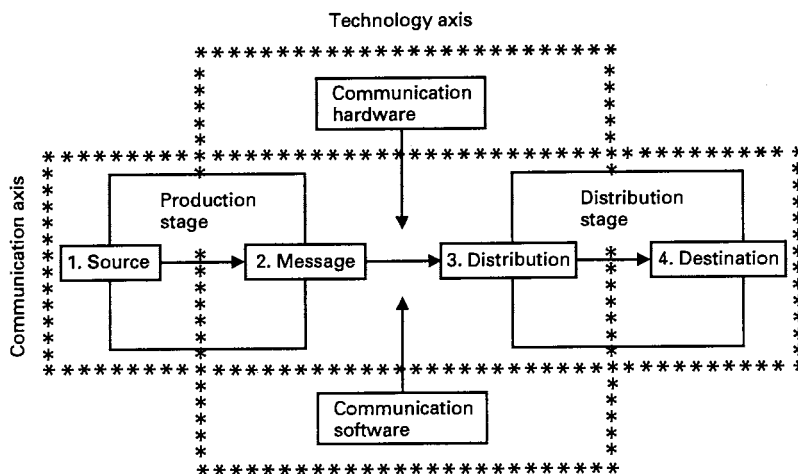 Technology axis
Communication
hardware
Communication axis
Production
stage
Distribution
stage
1. Source
2. Message
3. Distribution
4. Destination
Communication
software